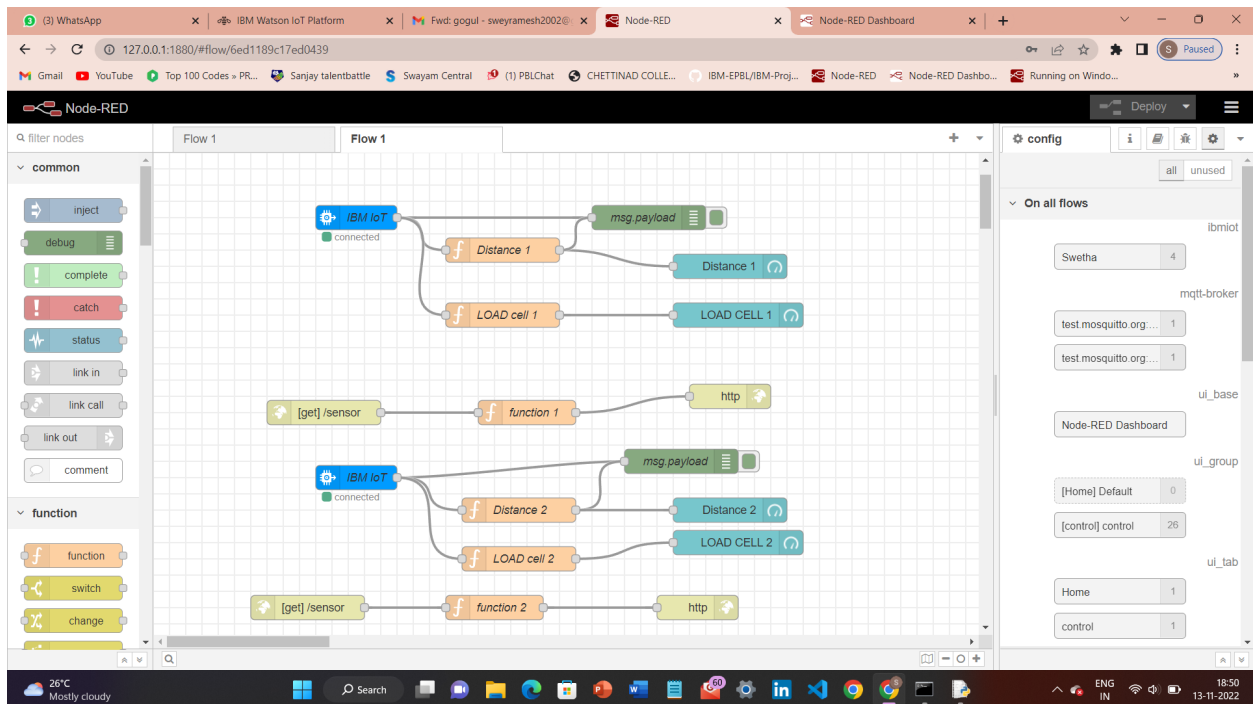 (3) WhatsApp
IBM Watson IoT Platform
Fwd: gogul - sweyramesh2002@
Node-RED
Node-RED Dashboard
127.0.0.1:1880/#flow/6ed1189c17ed0439
S Paused
Gmail
YouTube
Top 100 Codes » PR...
Sanjay talentbattle
Swayam Central
(1) PBLChat
CHETTINAD COLLE...
IBM-EPBL/IBM-Proj...
Node-RED
Node-RED Dashbo...
Running on Windo...
»
Node-RED
Deploy
filter nodes
Flow 1
Flow 1
config
all
unused
common
inject
debug
complete
catch
status
link in
link call
link out
comment
function
function
switch
change
IBM IoT
connected
msg.payload
Distance 1
Distance 1
LOAD cell 1
LOAD CELL 1
[get] /sensor
function 1
http
IBM IoT
connected
msg.payload
Distance 2
Distance 2
LOAD cell 2
LOAD CELL 2
[get] /sensor
function 2
http
On all flows
ibmiot
Swetha 4
mqtt-broker
test.mosquitto.org:... 1
test.mosquitto.org:... 1
ui_base
Node-RED Dashboard
ui_group
[Home] Default 0
[control] control 26
ui_tab
Home 1
control 1
26°C
Mostly cloudy
Search
60
ENG
IN
18:50
13-11-2022